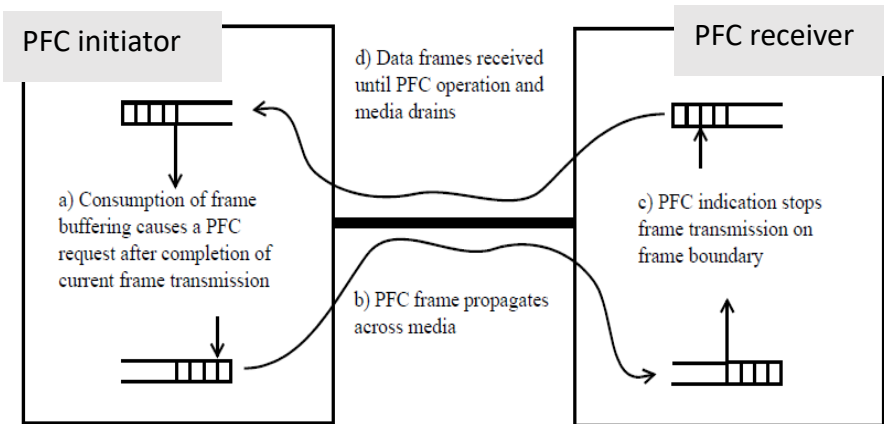 PFC initiator
PFC receiver
d) Data frames received
until PFC operation and
media drains
a) Consumption of frame
buffering causes a PFC
request after completion of
current frame transmission
c) PFC indication stops
frame transmission on
frame boundary
b) PFC frame propagates
across media